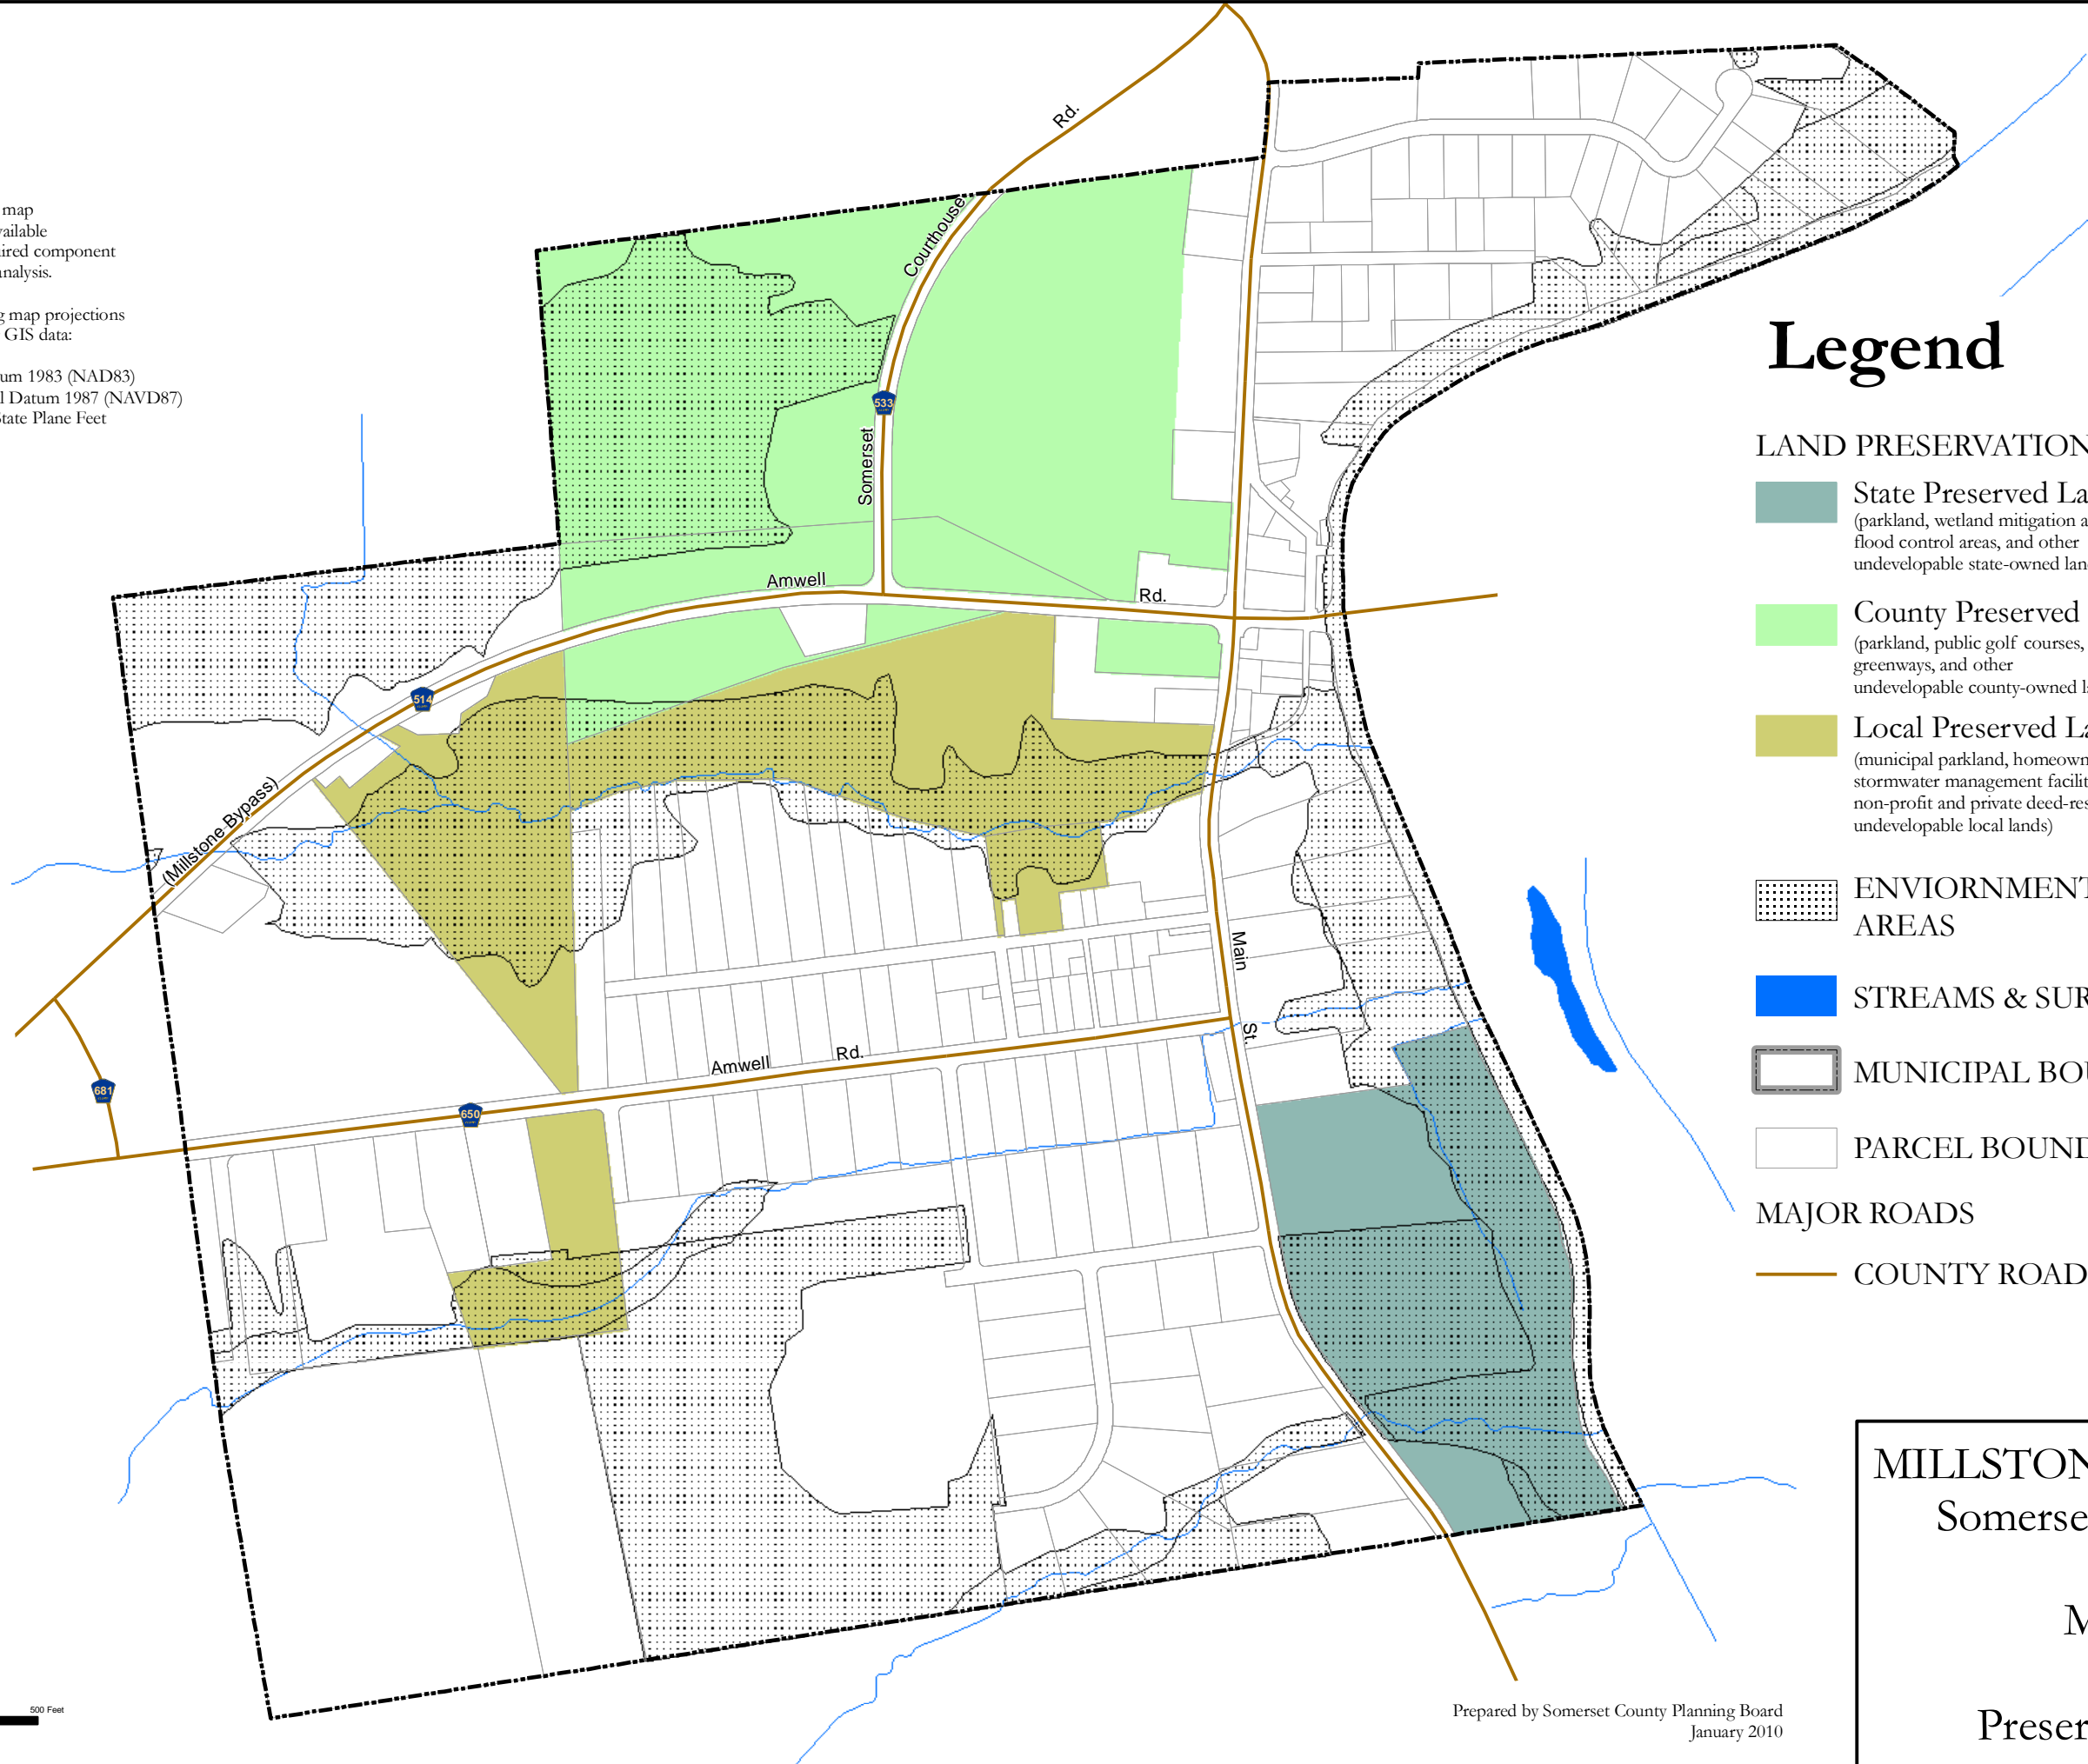 map
vailable
ired component
nalysis.
g map projections
GIS data:
um 1983 (NAD83)
l Datum 1987 (NAVD87)
State Plane Feet
Rd.
Courthouse
533
Somerset
Amwell
Rd.
514
(Millstone Bypass)
Main
St.
Amwell
Rd.
681
650
500 Feet
Legend
LAND PRESERVATION
State Preserved La
(parkland, wetland mitigation a
flood control areas, and other
undevelopable state-owned lan
County Preserved
(parkland, public golf courses,
greenways, and other
undevelopable county-owned l
Local Preserved La
(municipal parkland, homeown
stormwater management facilit
non-profit and private deed-res
undevelopable local lands)
ENVIORNMENT
AREAS
STREAMS & SUR
MUNICIPAL BOU
PARCEL BOUND
MAJOR ROADS
COUNTY ROAD
Prepared by Somerset County Planning Board
January 2010
MILLSTON
Somerse
M
Preser